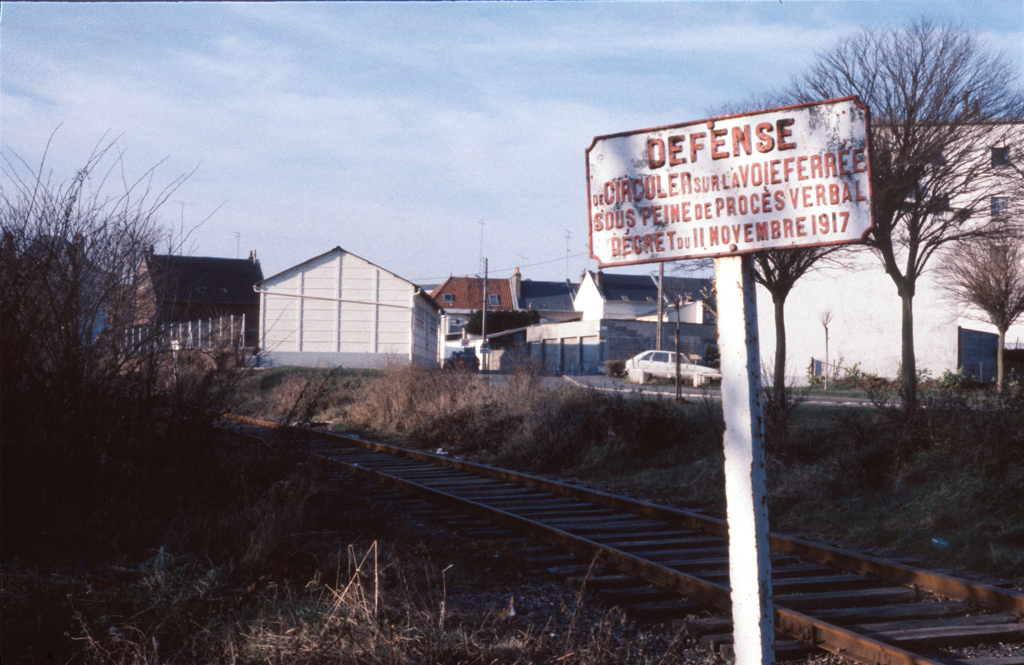 DEFENSE
DE CIRCULER SUR LA VOIE FERRÉE
SOUS PEINE DE PROCÈS VERBAL
DÉCRET DU 11 NOVEMBRE 1917